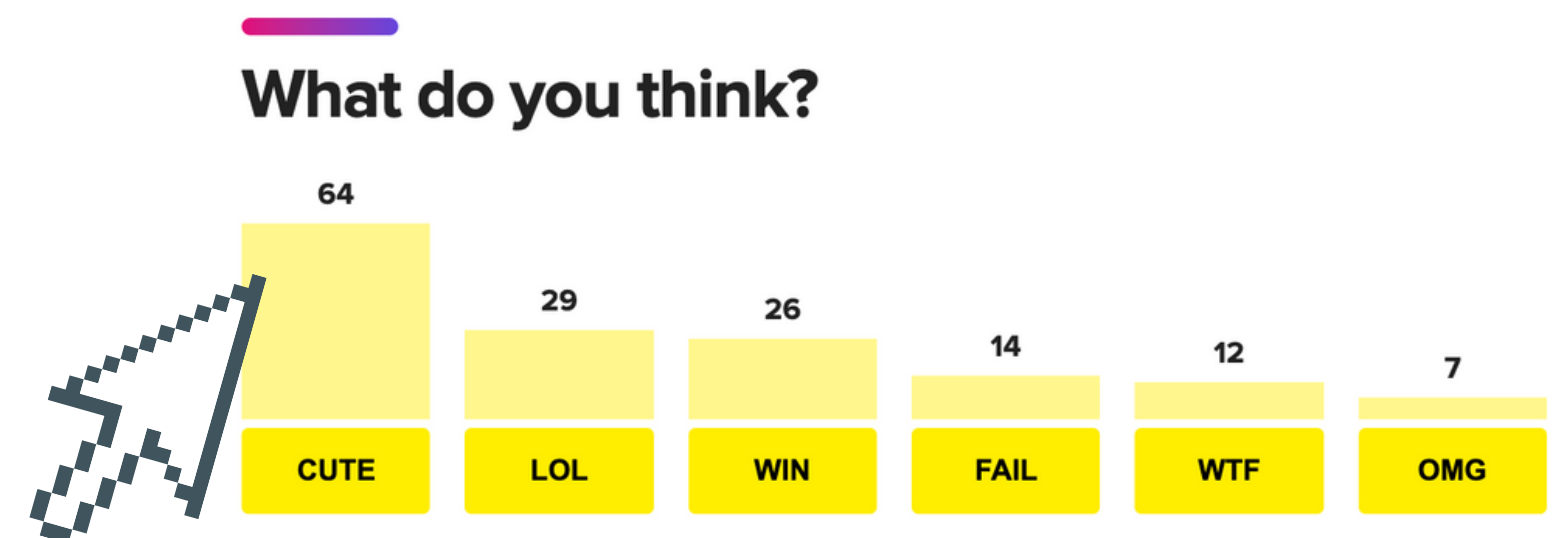 What do you think?
64
29
26
14
12
7
CUTE
LOL
WIN
FAIL
WTF
OMG